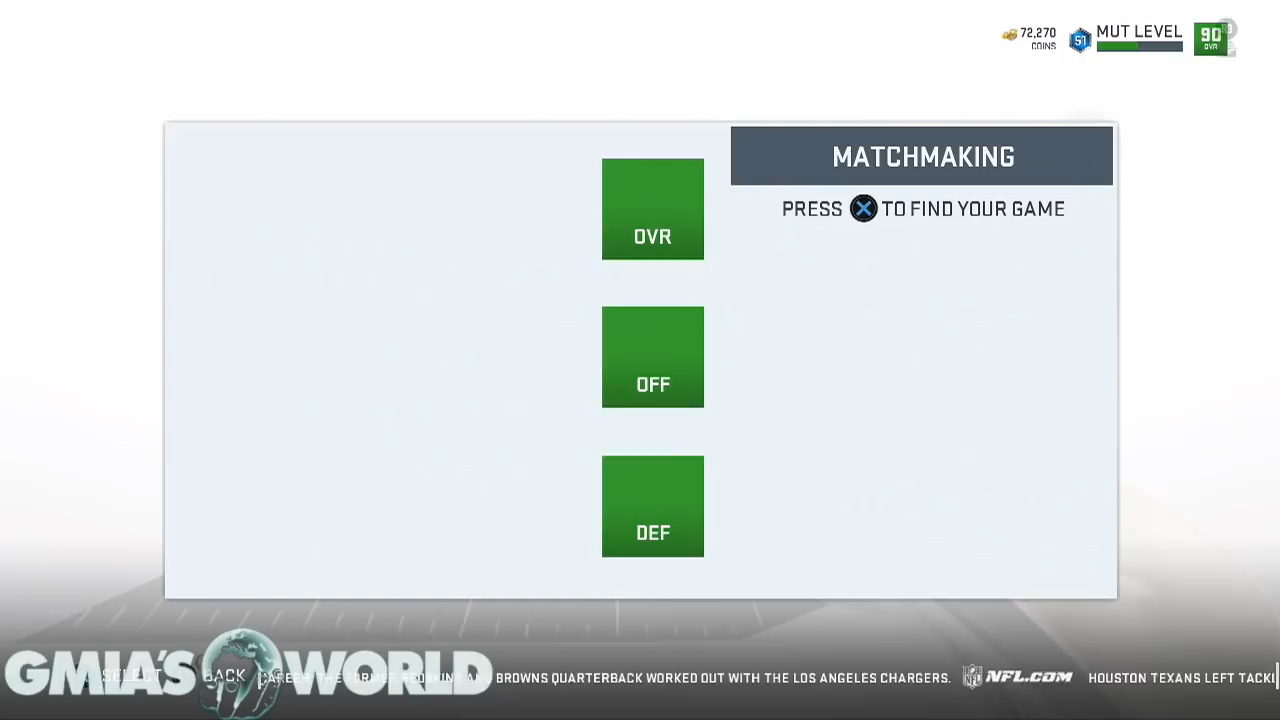 72,270
COINS
51
MUT LEVEL
90
OVR
MATCHMAKING
PRESS TO FIND YOUR GAME
OVR
OFF
DEF
GMIA'S WORLD
SELECT
BACK
BROWNS QUARTERBACK WORKED OUT WITH THE LOS ANGELES CHARGERS.
NFL.COM
HOUSTON TEXANS LEFT TACKL